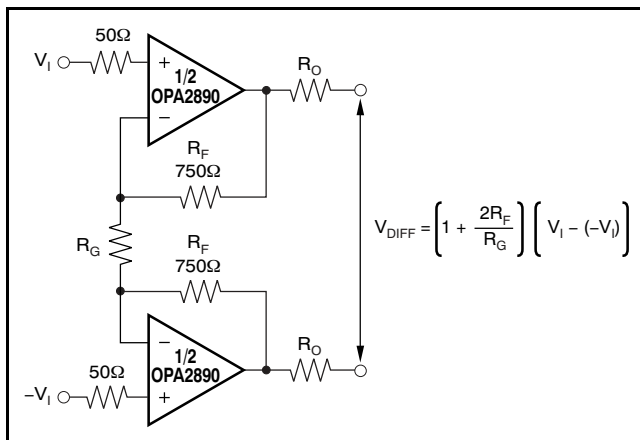 50Ω
V_I
+
1/2
OPA2890
−
R_O
R_F
750Ω
R_G
V_DIFF = (1 + 2R_F/R_G) (V_I − (−V_I))
R_F
750Ω
−
1/2
OPA2890
R_O
50Ω
−V_I
+